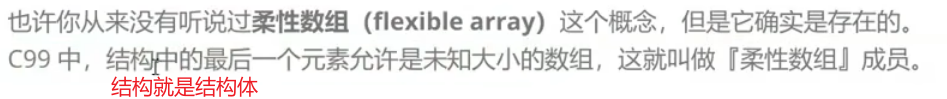 也许你从来没有听说过柔性数组（flexible array）这个概念，但是它确实是存在的。
C99 中，结构中的最后一个元素允许是未知大小的数组，这就叫做『柔性数组』成员。
结构就是结构体